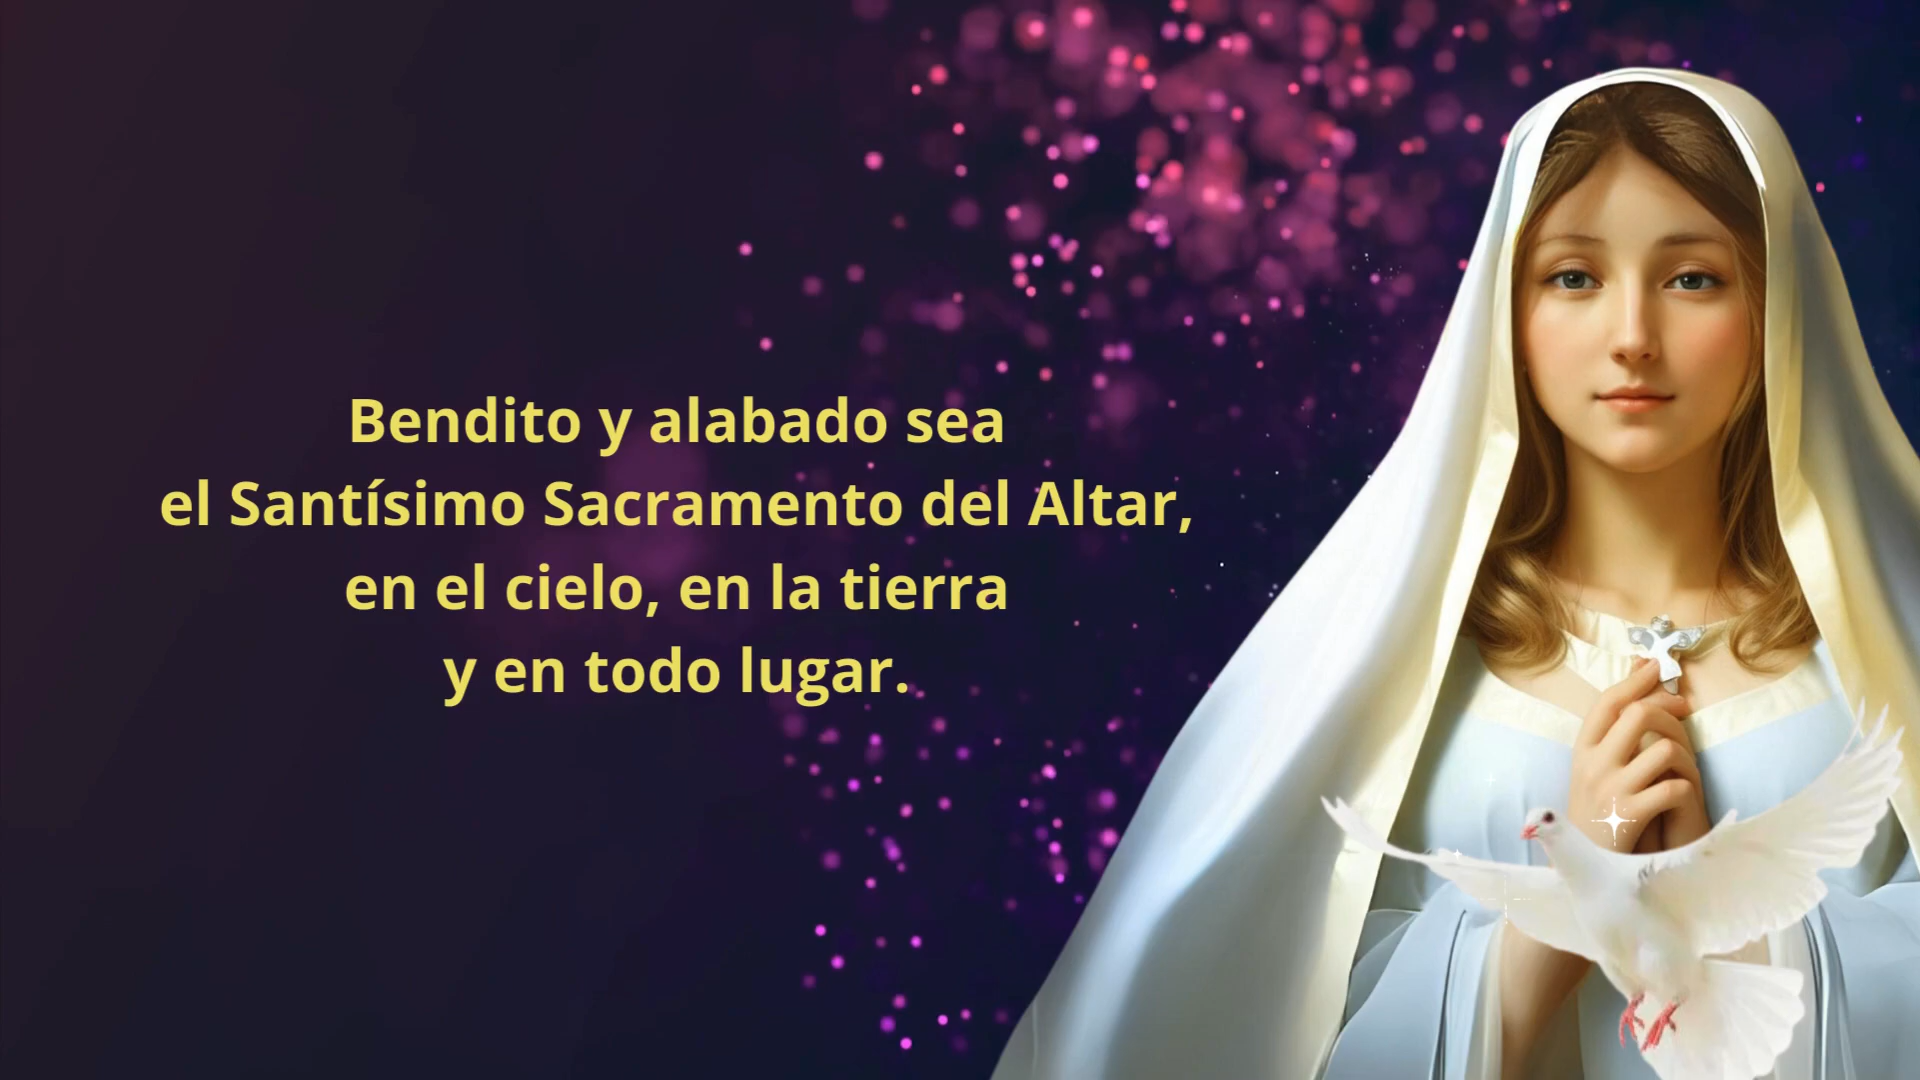 Bendito y alabado sea
el Santísimo Sacramento del Altar,
en el cielo, en la tierra
y en todo lugar.